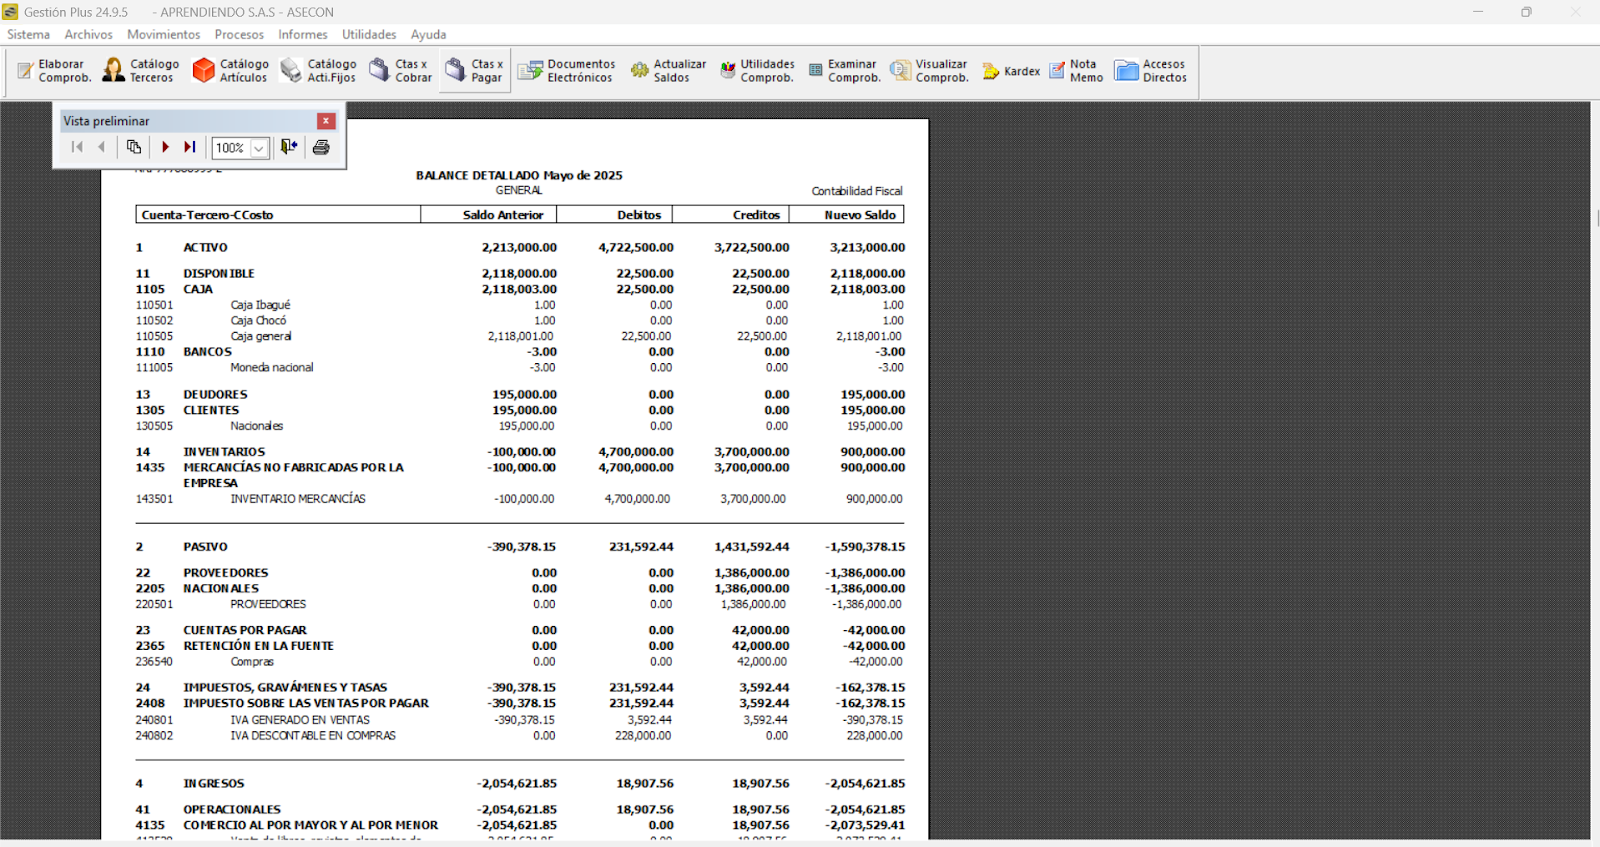 Gestión Plus 24.9.5 - APRENDIENDO S.A.S - ASECON
Sistema Archivos Movimientos Procesos Informes Utilidades Ayuda
Elaborar Comprob.
Catálogo Terceros
Catálogo Artículos
Catálogo Acti.Fijos
Ctas x Cobrar
Ctas x Pagar
Documentos Electrónicos
Actualizar Saldos
Utilidades Comprob.
Examinar Comprob.
Visualizar Comprob.
Kardex
Nota Memo
Accesos Directos
Vista preliminar
100%
BALANCE DETALLADO Mayo de 2025
GENERAL
Contabilidad Fiscal
Cuenta-Tercero-CCosto Saldo Anterior Debitos Creditos Nuevo Saldo
1 ACTIVO 2,213,000.00 4,722,500.00 3,722,500.00 3,213,000.00
11 DISPONIBLE 2,118,000.00 22,500.00 22,500.00 2,118,000.00
1105 CAJA 2,118,003.00 22,500.00 22,500.00 2,118,003.00
110501 Caja Ibagué 1.00 0.00 0.00 1.00
110502 Caja Chocó 1.00 0.00 0.00 1.00
110505 Caja general 2,118,001.00 22,500.00 22,500.00 2,118,001.00
1110 BANCOS -3.00 0.00 0.00 -3.00
111005 Moneda nacional -3.00 0.00 0.00 -3.00
13 DEUDORES 195,000.00 0.00 0.00 195,000.00
1305 CLIENTES 195,000.00 0.00 0.00 195,000.00
130505 Nacionales 195,000.00 0.00 0.00 195,000.00
14 INVENTARIOS -100,000.00 4,700,000.00 3,700,000.00 900,000.00
1435 MERCANCÍAS NO FABRICADAS POR LA -100,000.00 4,700,000.00 3,700,000.00 900,000.00
EMPRESA
143501 INVENTARIO MERCANCÍAS -100,000.00 4,700,000.00 3,700,000.00 900,000.00
2 PASIVO -390,378.15 231,592.44 1,431,592.44 -1,590,378.15
22 PROVEEDORES 0.00 0.00 1,386,000.00 -1,386,000.00
2205 NACIONALES 0.00 0.00 1,386,000.00 -1,386,000.00
220501 PROVEEDORES 0.00 0.00 1,386,000.00 -1,386,000.00
23 CUENTAS POR PAGAR 0.00 0.00 42,000.00 -42,000.00
2365 RETENCIÓN EN LA FUENTE 0.00 0.00 42,000.00 -42,000.00
236540 Compras 0.00 0.00 42,000.00 -42,000.00
24 IMPUESTOS, GRAVÁMENES Y TASAS -390,378.15 231,592.44 3,592.44 -162,378.15
2408 IMPUESTO SOBRE LAS VENTAS POR PAGAR -390,378.15 231,592.44 3,592.44 -162,378.15
240801 IVA GENERADO EN VENTAS -390,378.15 3,592.44 3,592.44 -390,378.15
240802 IVA DESCONTABLE EN COMPRAS 0.00 228,000.00 0.00 228,000.00
4 INGRESOS -2,054,621.85 18,907.56 18,907.56 -2,054,621.85
41 OPERACIONALES -2,054,621.85 18,907.56 18,907.56 -2,054,621.85
4135 COMERCIO AL POR MAYOR Y AL POR MENOR -2,054,621.85 0.00 18,907.56 -2,073,529.41